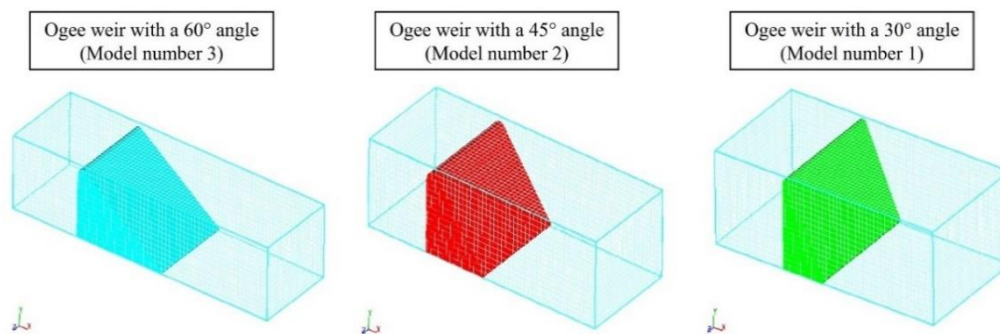 Ogee weir with a 60° angle
(Model number 3)
Ogee weir with a 45° angle
(Model number 2)
Ogee weir with a 30° angle
(Model number 1)
Y
Z
X
Y
Z
X
Y
Z
X